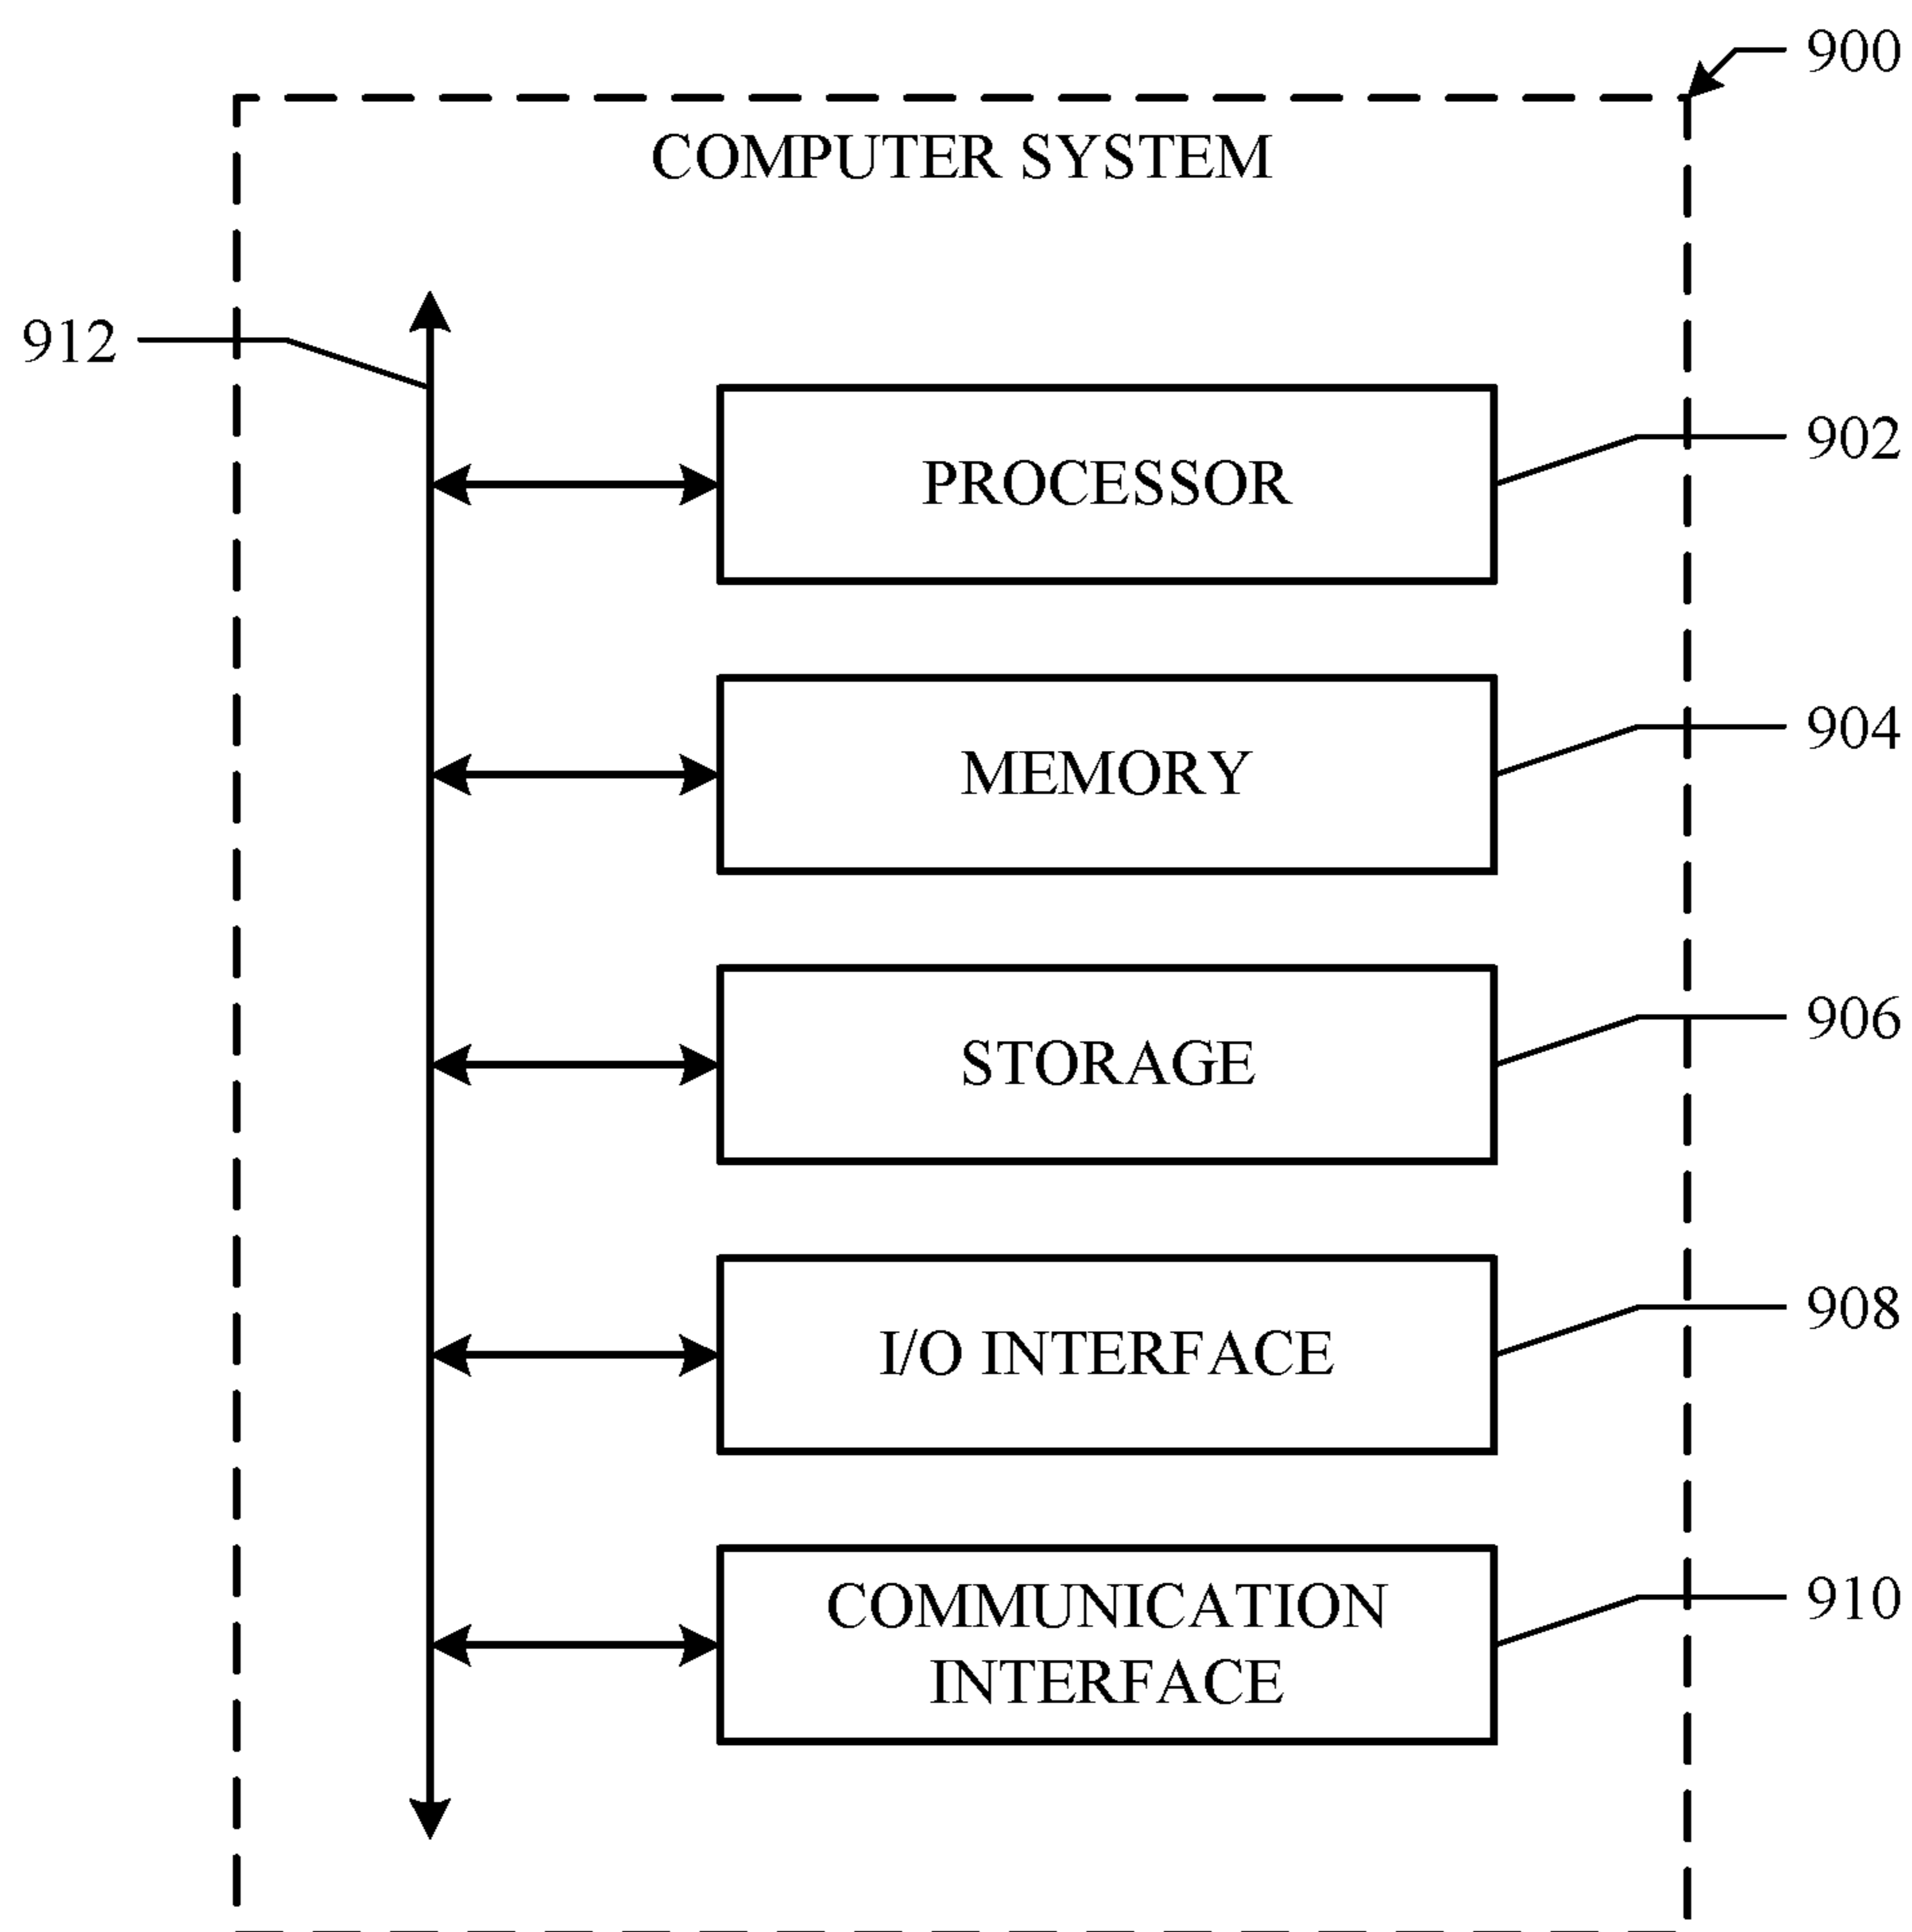 900
COMPUTER SYSTEM
912
902
PROCESSOR
904
MEMORY
906
STORAGE
908
I/O INTERFACE
910
COMMUNICATION
INTERFACE